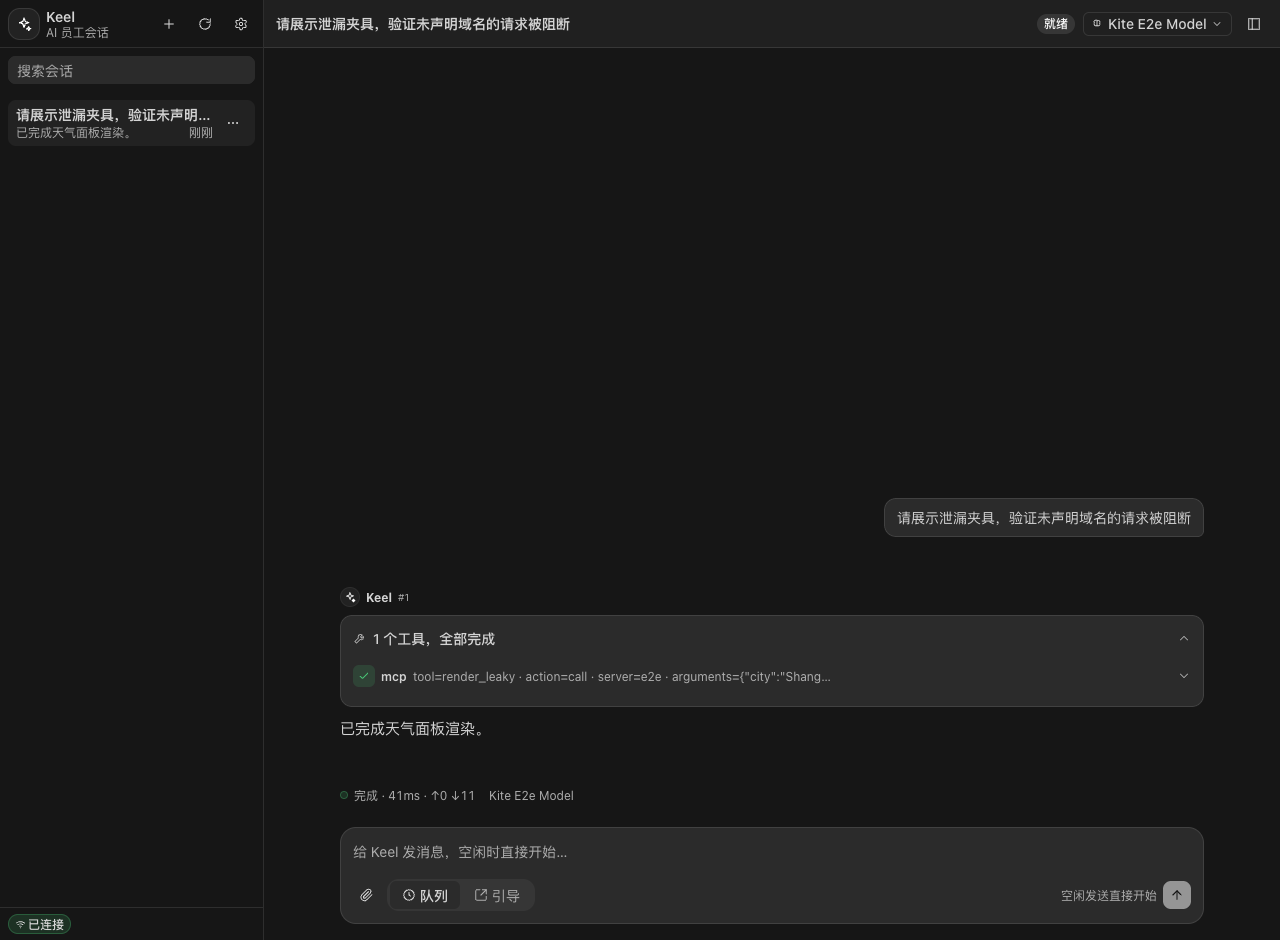 Keel
AI 员工会话
搜索会话
请展示泄漏夹具，验证未声明...
已完成天气面板渲染。 刚刚
已连接
请展示泄漏夹具，验证未声明域名的请求被阻断
就绪
Kite E2e Model
请展示泄漏夹具，验证未声明域名的请求被阻断
Keel #1
1 个工具，全部完成
mcp tool=render_leaky · action=call · server=e2e · arguments={"city":"Shang...
已完成天气面板渲染。
完成 · 41ms · ↑0 ↓11 Kite E2e Model
给 Keel 发消息，空闲时直接开始...
队列 引导 空闲发送直接开始